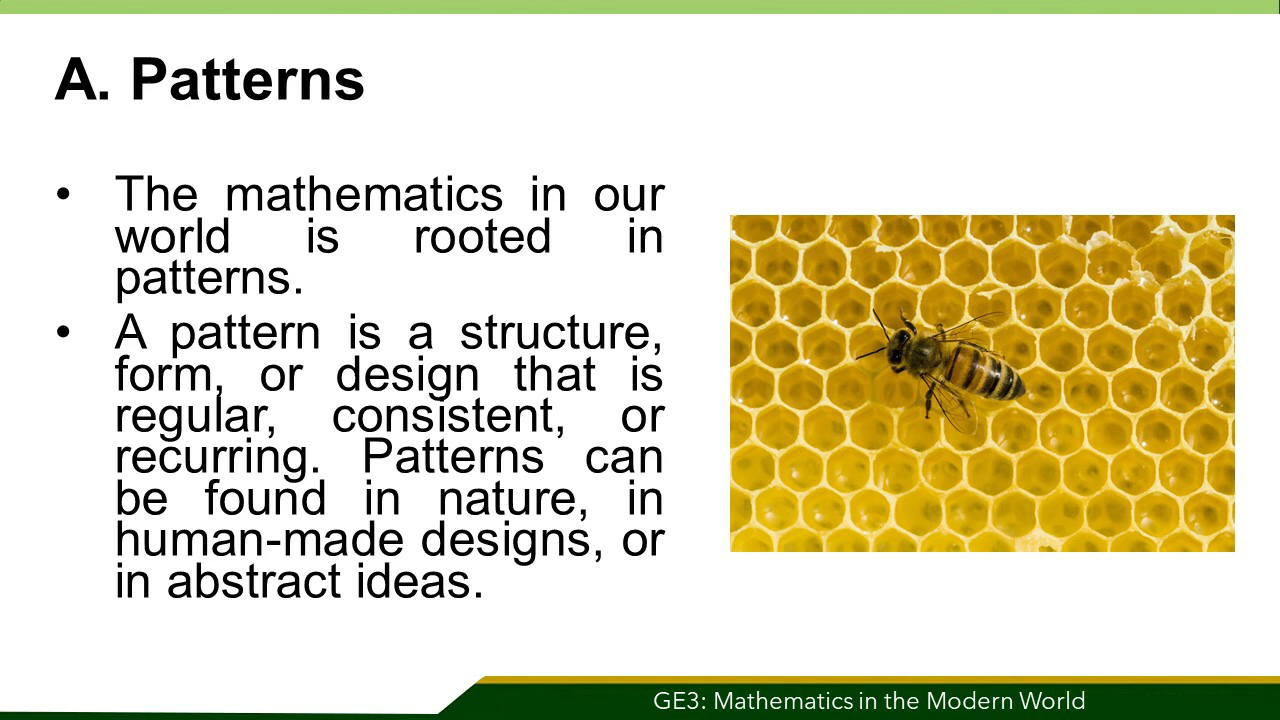 A. Patterns
• The mathematics in our
world is rooted in
patterns.
• A pattern is a structure,
form, or design that is
regular, consistent, or
recurring. Patterns can
be found in nature, in
human-made designs, or
in abstract ideas.
GE3: Mathematics in the Modern World